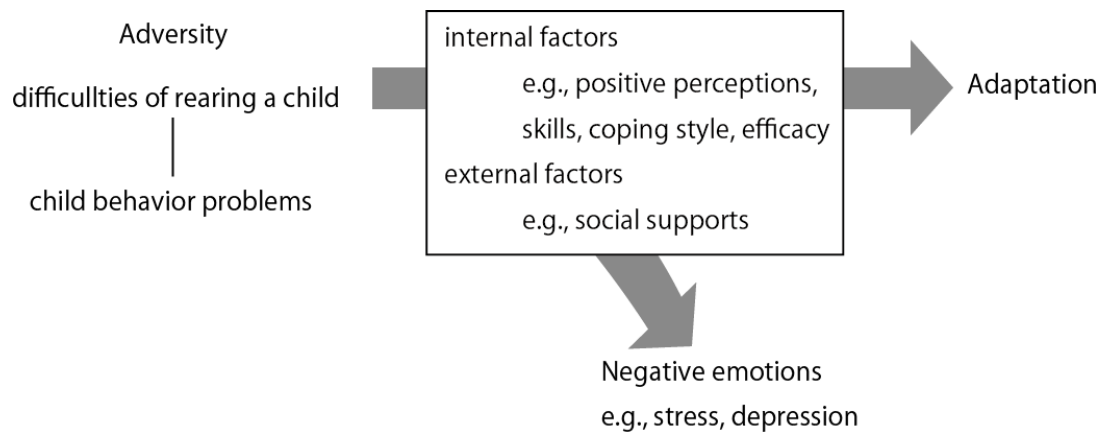 Adversity
difficullties of rearing a child
child behavior problems
internal factors
e.g., positive perceptions,
skills, coping style, efficacy
external factors
e.g., social supports
Adaptation
Negative emotions
e.g., stress, depression